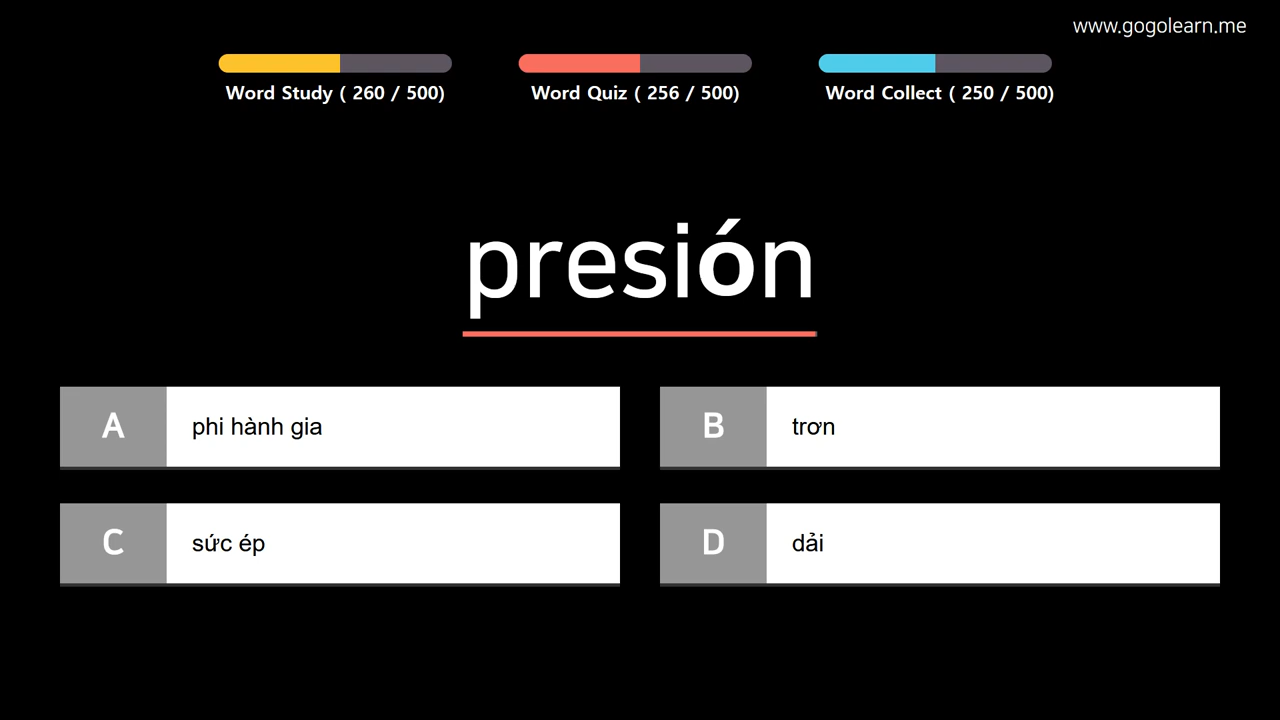 www.gogolearn.me
Word Study ( 260 / 500)
Word Quiz ( 256 / 500)
Word Collect ( 250 / 500)
presión
A
phi hành gia
B
trơn
C
sức ép
D
dải